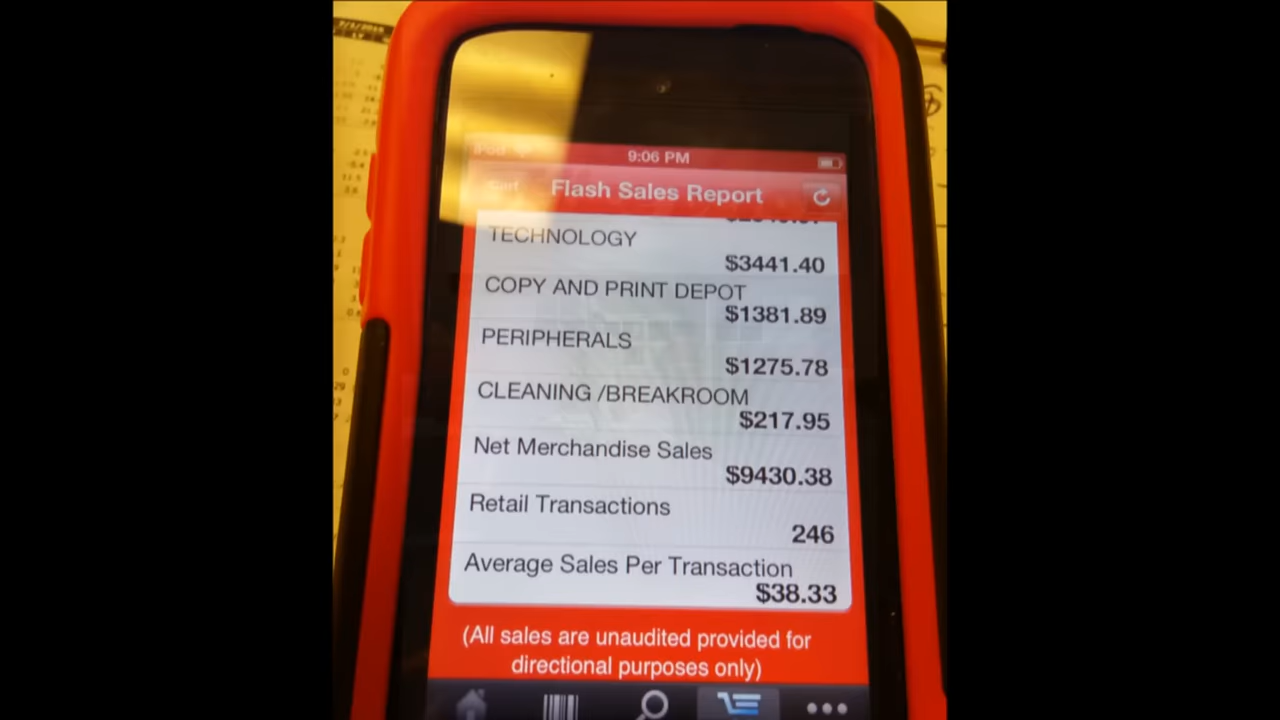 9:06 PM
Cart
Flash Sales Report
TECHNOLOGY
$3441.40
COPY AND PRINT DEPOT
$1381.89
PERIPHERALS
$1275.78
CLEANING /BREAKROOM
$217.95
Net Merchandise Sales
$9430.38
Retail Transactions
246
Average Sales Per Transaction
$38.33
(All sales are unaudited provided for
directional purposes only)